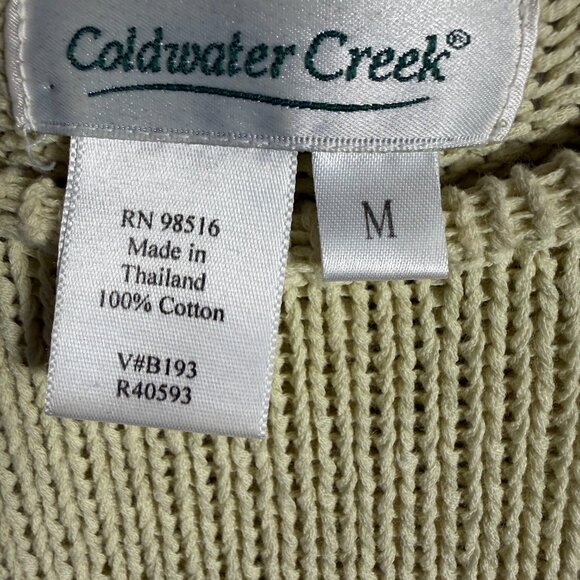 Coldwater Creek®
RN 98516
Made in
Thailand
100% Cotton
V#B193
R40593
M